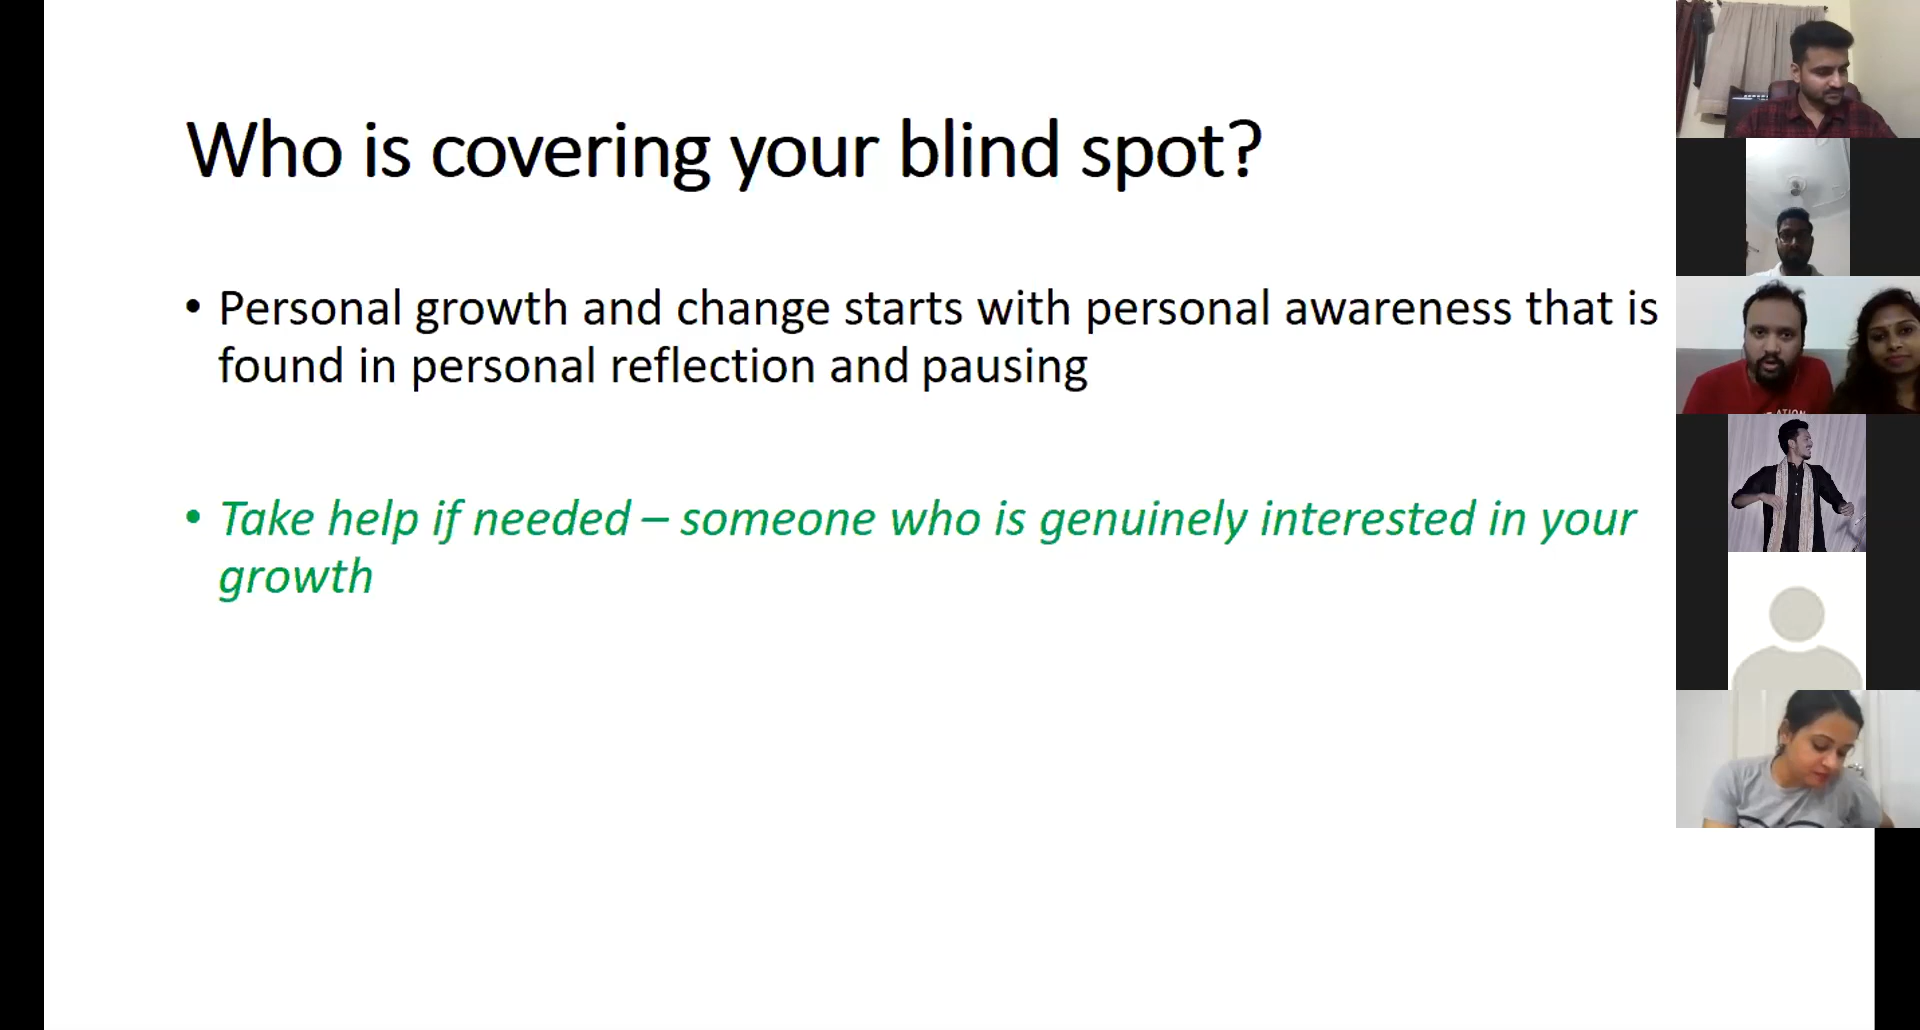 Who is covering your blind spot?
• Personal growth and change starts with personal awareness that is
found in personal reflection and pausing
• Take help if needed – someone who is genuinely interested in your
growth
ATION